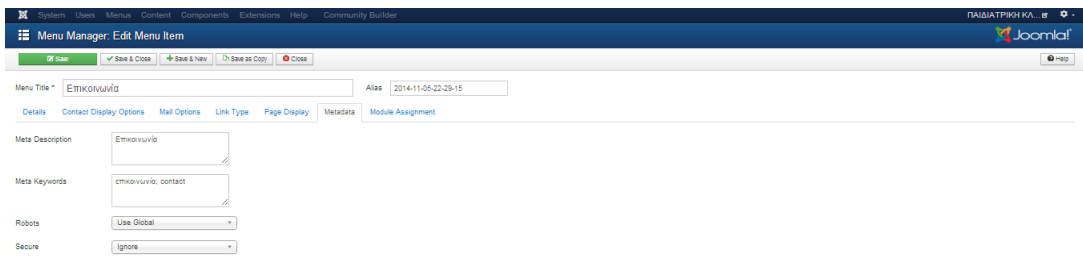 System Users Menus Content Components Extensions Help Community Builder ΠΑΙΔΙΑΤΡΙΚΗ ΚΛ...
Menu Manager: Edit Menu Item Joomla!
Save Save & Close Save & New Save as Copy Close Help
Menu Title * Επικοινωνία Alias 2014-11-05-22-29-15
Details Contact Display Options Mail Options Link Type Page Display Metadata Module Assignment
Meta Description Επικοινωνία
Meta Keywords επικοινωνία, contact
Robots Use Global
Secure Ignore